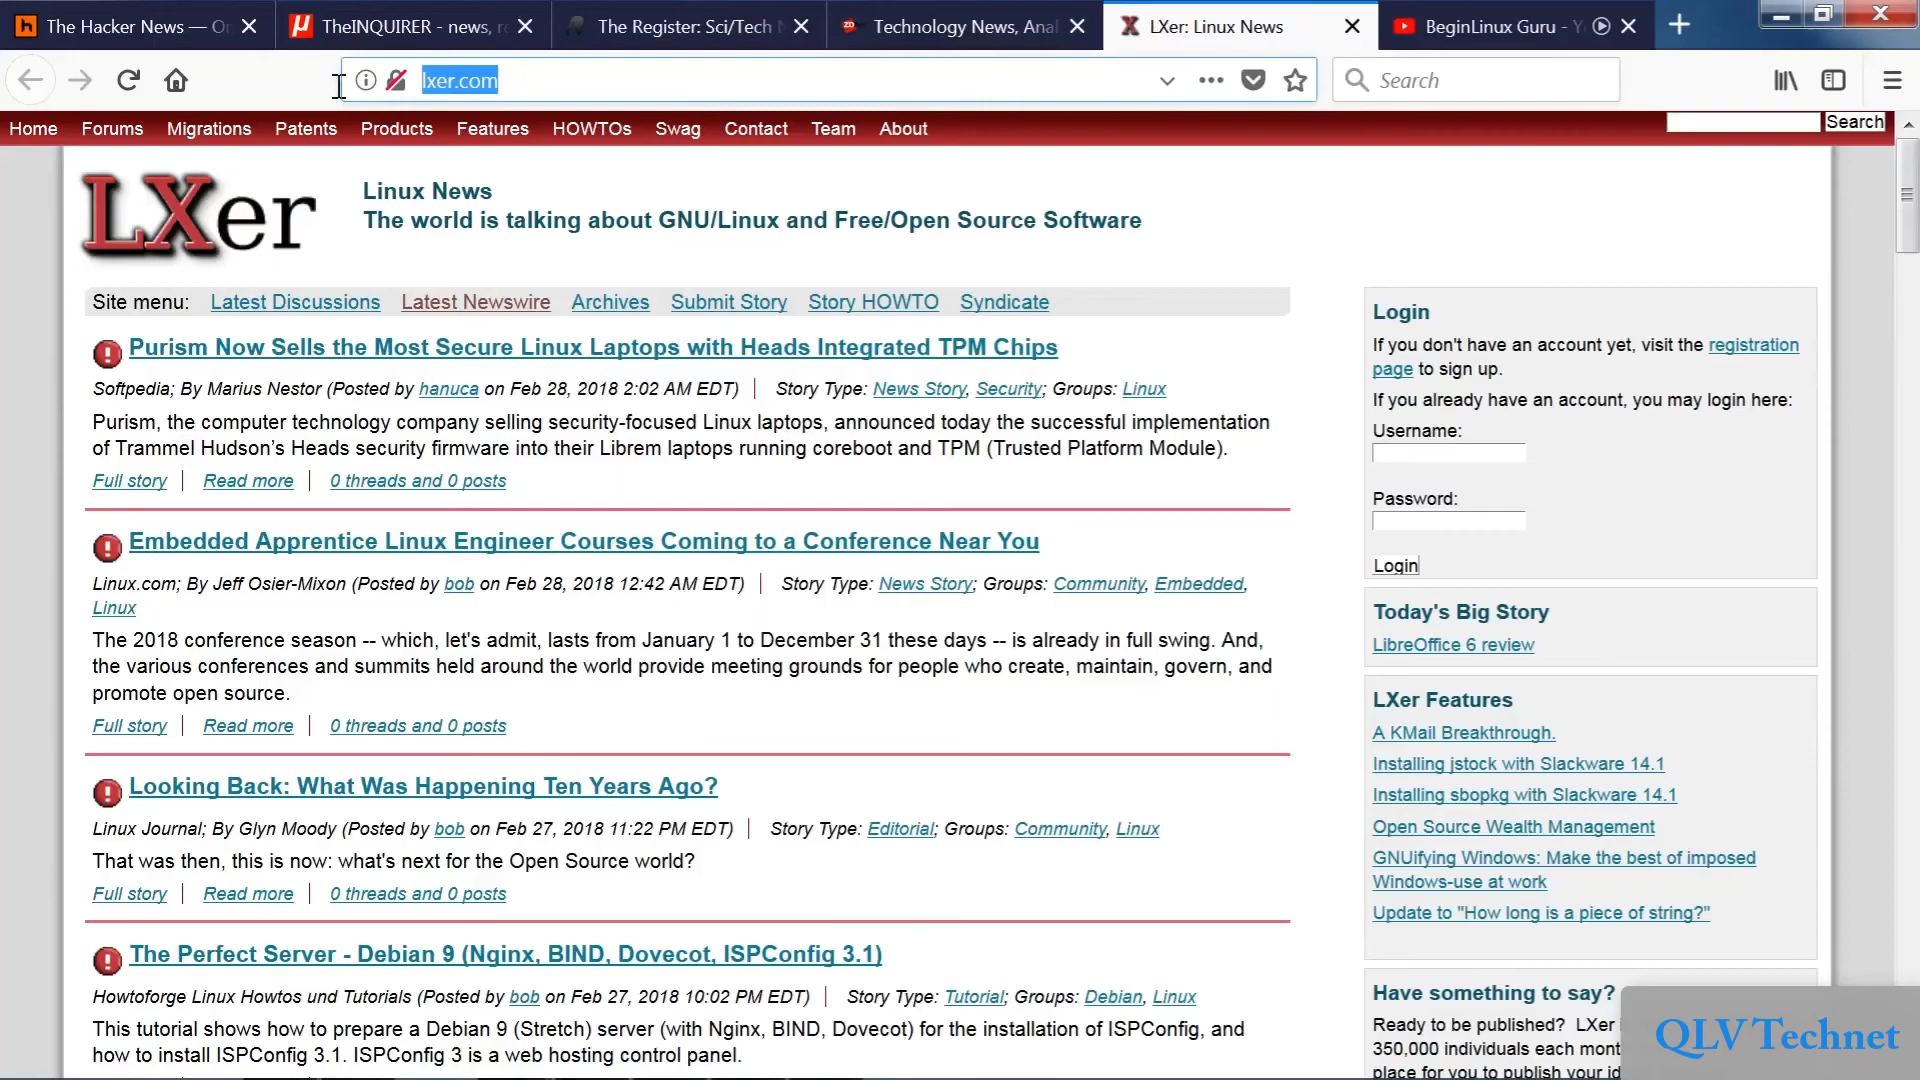 The Hacker News — On
TheINQUIRER - news, r
The Register: Sci/Tech
Technology News, Anal
LXer: Linux News
BeginLinux Guru - Y
lxer.com
Search
Home Forums Migrations Patents Products Features HOWTOs Swag Contact Team About
Search
LXer
Linux News
The world is talking about GNU/Linux and Free/Open Source Software
Site menu: Latest Discussions Latest Newswire Archives Submit Story Story HOWTO Syndicate
Purism Now Sells the Most Secure Linux Laptops with Heads Integrated TPM Chips
Softpedia; By Marius Nestor (Posted by hanuca on Feb 28, 2018 2:02 AM EDT) | Story Type: News Story, Security; Groups: Linux
Purism, the computer technology company selling security-focused Linux laptops, announced today the successful implementation
of Trammel Hudson's Heads security firmware into their Librem laptops running coreboot and TPM (Trusted Platform Module).
Full story | Read more | 0 threads and 0 posts
Embedded Apprentice Linux Engineer Courses Coming to a Conference Near You
Linux.com; By Jeff Osier-Mixon (Posted by bob on Feb 28, 2018 12:42 AM EDT) | Story Type: News Story; Groups: Community, Embedded,
Linux
The 2018 conference season -- which, let's admit, lasts from January 1 to December 31 these days -- is already in full swing. And,
the various conferences and summits held around the world provide meeting grounds for people who create, maintain, govern, and
promote open source.
Full story | Read more | 0 threads and 0 posts
Looking Back: What Was Happening Ten Years Ago?
Linux Journal; By Glyn Moody (Posted by bob on Feb 27, 2018 11:22 PM EDT) | Story Type: Editorial; Groups: Community, Linux
That was then, this is now: what's next for the Open Source world?
Full story | Read more | 0 threads and 0 posts
The Perfect Server - Debian 9 (Nginx, BIND, Dovecot, ISPConfig 3.1)
Howtoforge Linux Howtos und Tutorials (Posted by bob on Feb 27, 2018 10:02 PM EDT) | Story Type: Tutorial; Groups: Debian, Linux
This tutorial shows how to prepare a Debian 9 (Stretch) server (with Nginx, BIND, Dovecot) for the installation of ISPConfig, and
how to install ISPConfig 3.1. ISPConfig 3 is a web hosting control panel.
Login
If you don't have an account yet, visit the registration
page to sign up.
If you already have an account, you may login here:
Username:
Password:
Login
Today's Big Story
LibreOffice 6 review
LXer Features
A KMail Breakthrough.
Installing jstock with Slackware 14.1
Installing sbopkg with Slackware 14.1
Open Source Wealth Management
GNUifying Windows: Make the best of imposed
Windows-use at work
Update to "How long is a piece of string?"
Have something to say?
Ready to be published? LXer
350,000 individuals each mont
place for you to publish your id
QLV Technet